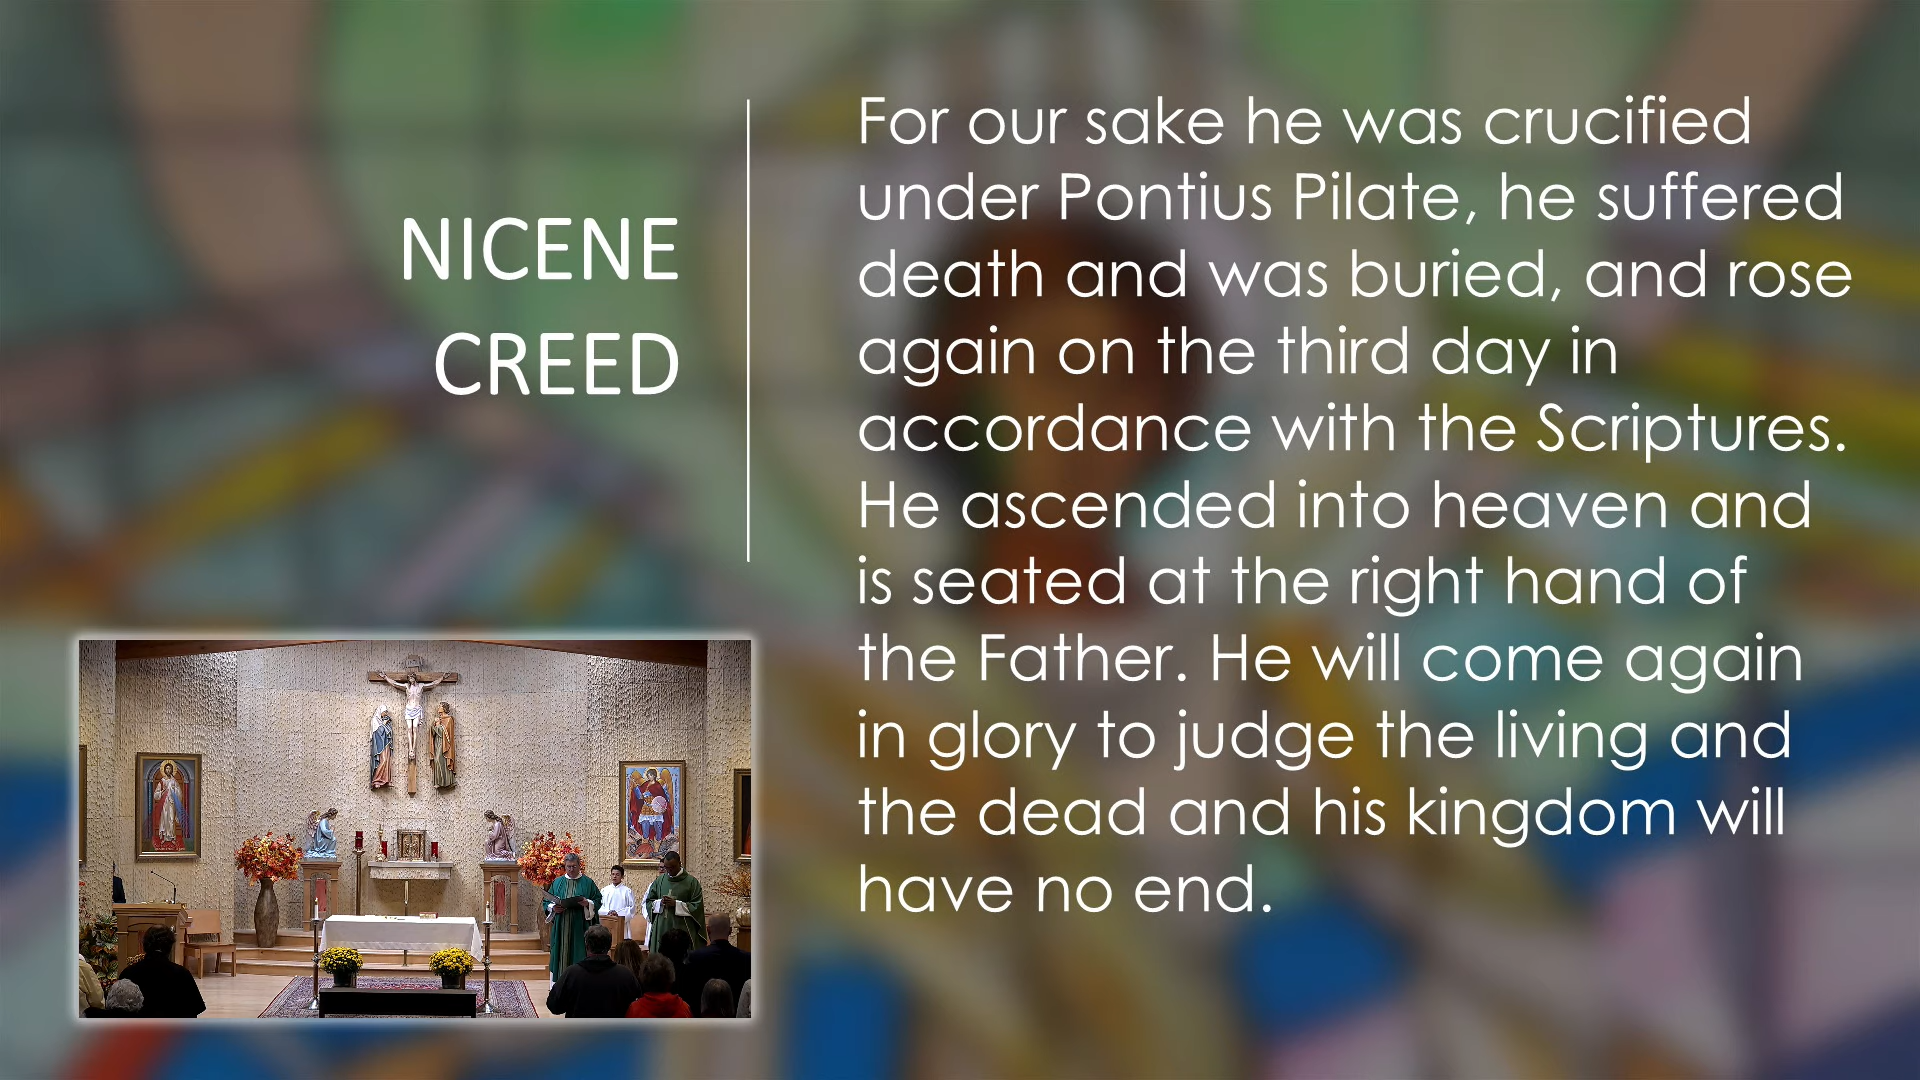 NICENE
CREED
For our sake he was crucified
under Pontius Pilate, he suffered
death and was buried, and rose
again on the third day in
accordance with the Scriptures.
He ascended into heaven and
is seated at the right hand of
the Father. He will come again
in glory to judge the living and
the dead and his kingdom will
have no end.